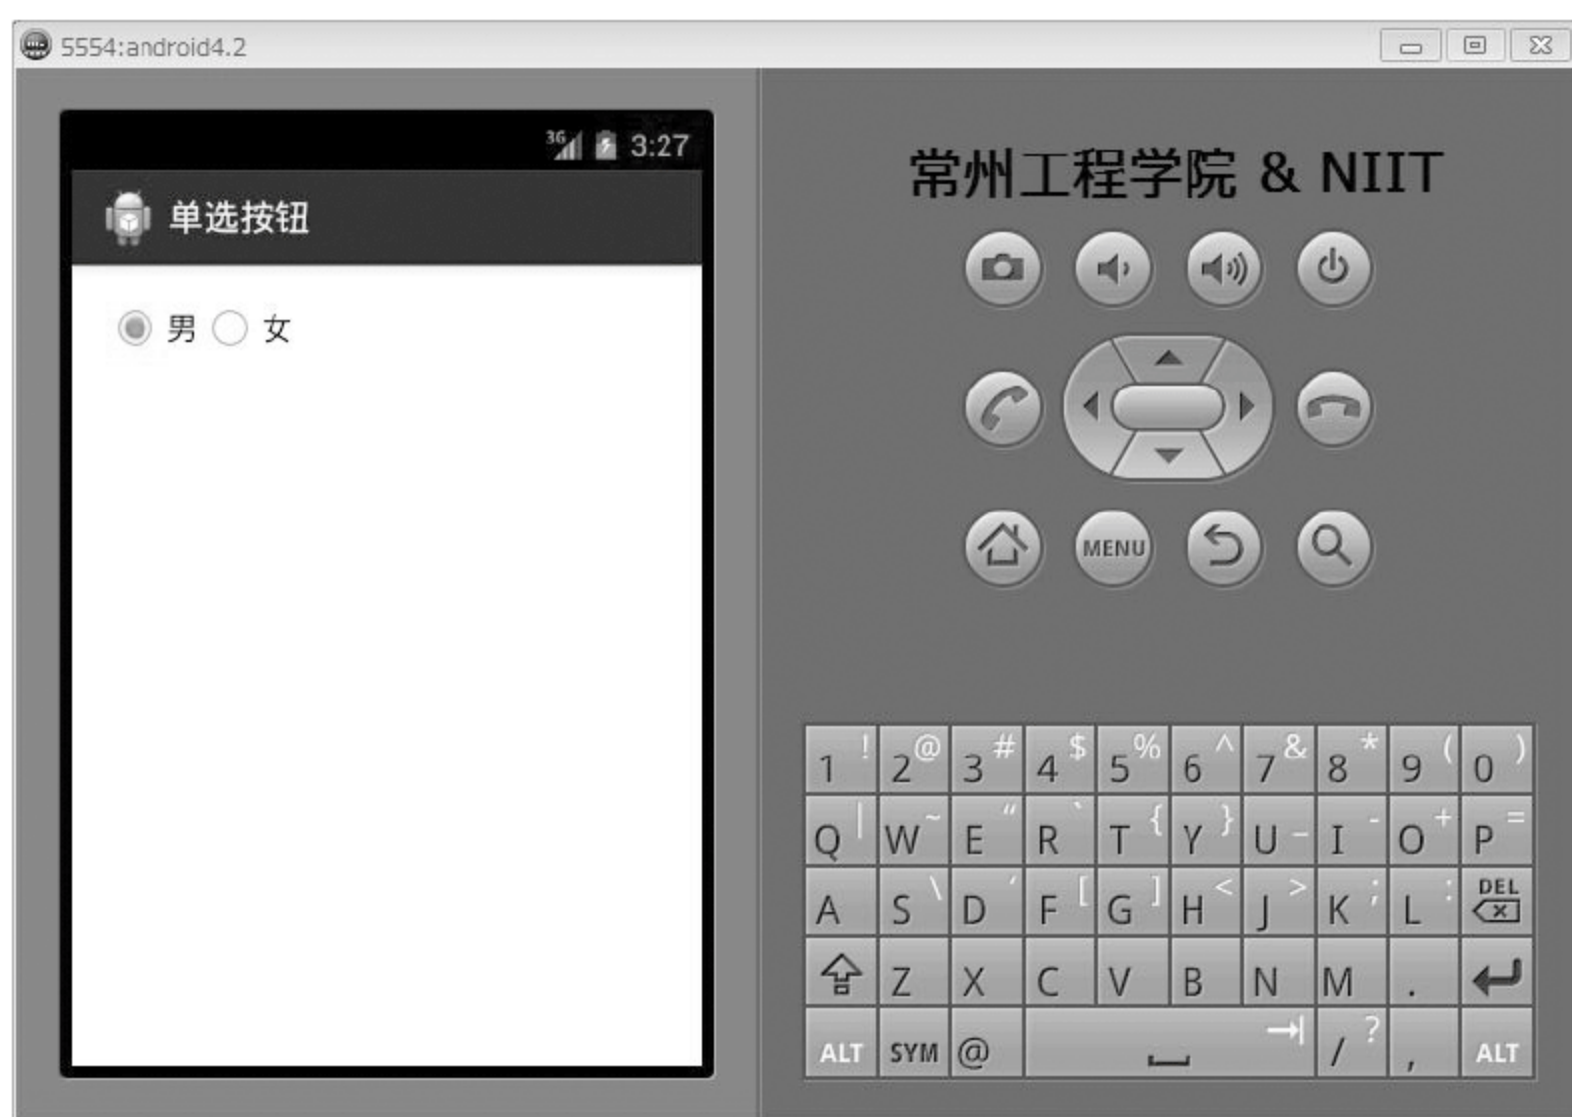 5554:android4.2
3G 3:27
单选按钮
男 女
常州工程学院 & NIIT
MENU
1 ! 2 @ 3 # 4 $ 5 % 6 ^ 7 & 8 * 9 ( 0 )
Q | W ~ E “ R ` T { Y } U _ I - O + P =
A S \ D ‘ F [ G ] H < J > K ; L : DEL
Z X C V B N M .
ALT SYM @ / ? , ALT